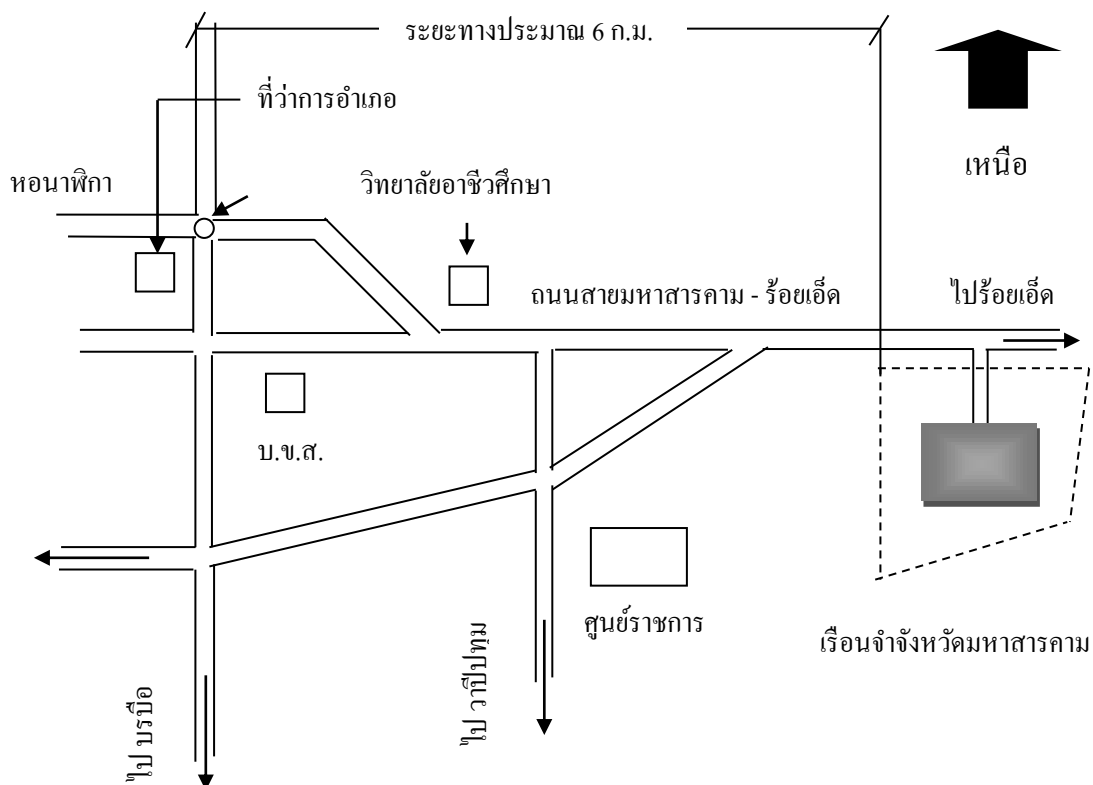 ระยะทางประมาณ 6 ก.ม.
ที่ว่าการอำเภอ
เหนือ
หอนาฬิกา
วิทยาลัยอาชีวศึกษา
ถนนสายมหาสารคาม - ร้อยเอ็ด
ไปร้อยเอ็ด
บ.ข.ส.
ศูนย์ราชการ
เรือนจำจังหวัดมหาสารคาม
ไป วาปีปทุม
ไป บรบือ